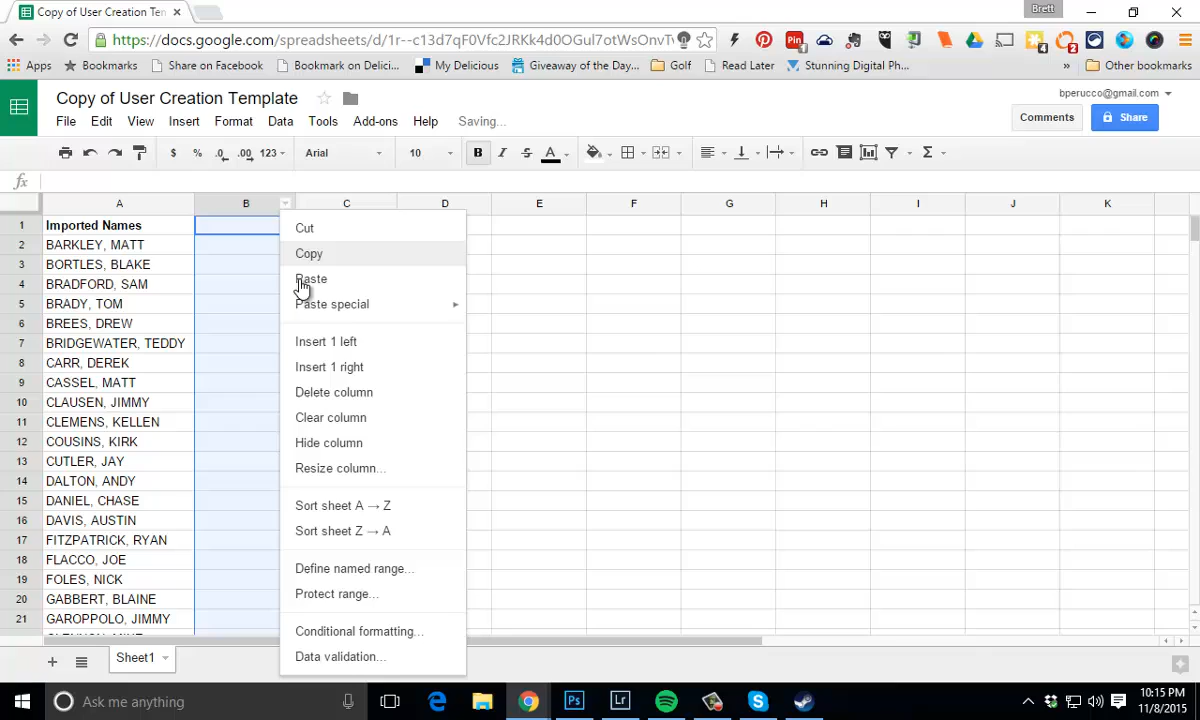 Copy of User Creation Tem
Brett
https://docs.google.com/spreadsheets/d/1r--c13d7qF0Vfc2JRKk4d0OGul7otWsOnvT
Apps
Bookmarks
Share on Facebook
Bookmark on Delici...
My Delicious
Giveaway of the Day...
Golf
Read Later
Stunning Digital Ph...
»
Other bookmarks
Copy of User Creation Template
bperucco@gmail.com
File Edit View Insert Format Data Tools Add-ons Help Saving...
Comments
Share
$ % .0 .00 123 Arial 10 B I S A Σ
fx
A B C D E F G H I J K
1 Imported Names
2 BARKLEY, MATT
3 BORTLES, BLAKE
4 BRADFORD, SAM
5 BRADY, TOM
6 BREES, DREW
7 BRIDGEWATER, TEDDY
8 CARR, DEREK
9 CASSEL, MATT
10 CLAUSEN, JIMMY
11 CLEMENS, KELLEN
12 COUSINS, KIRK
13 CUTLER, JAY
14 DALTON, ANDY
15 DANIEL, CHASE
16 DAVIS, AUSTIN
17 FITZPATRICK, RYAN
18 FLACCO, JOE
19 FOLES, NICK
20 GABBERT, BLAINE
21 GAROPPOLO, JIMMY
Cut
Copy
Paste
Paste special
Insert 1 left
Insert 1 right
Delete column
Clear column
Hide column
Resize column...
Sort sheet A → Z
Sort sheet Z → A
Define named range...
Protect range...
Conditional formatting...
Data validation...
Sheet1
Ask me anything
Ps
Lr
10:15 PM
11/8/2015